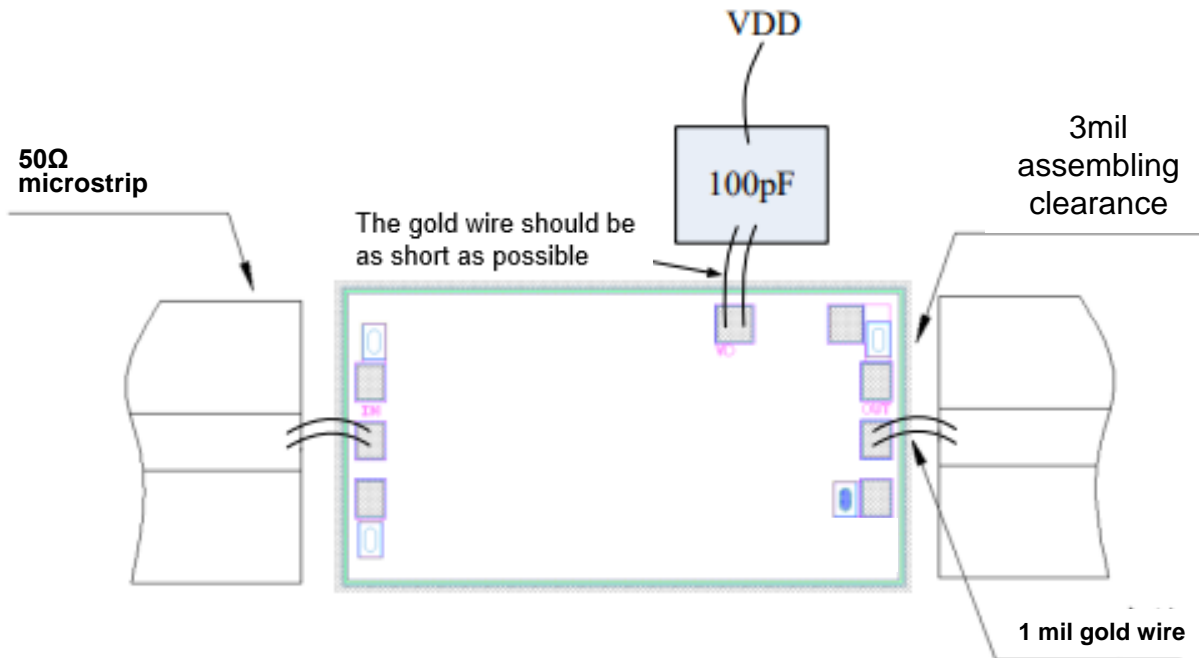 VDD
3mil
assembling
clearance
50Ω
microstrip
100pF
The gold wire should be
as short as possible
VD
IN
OUT
1 mil gold wire